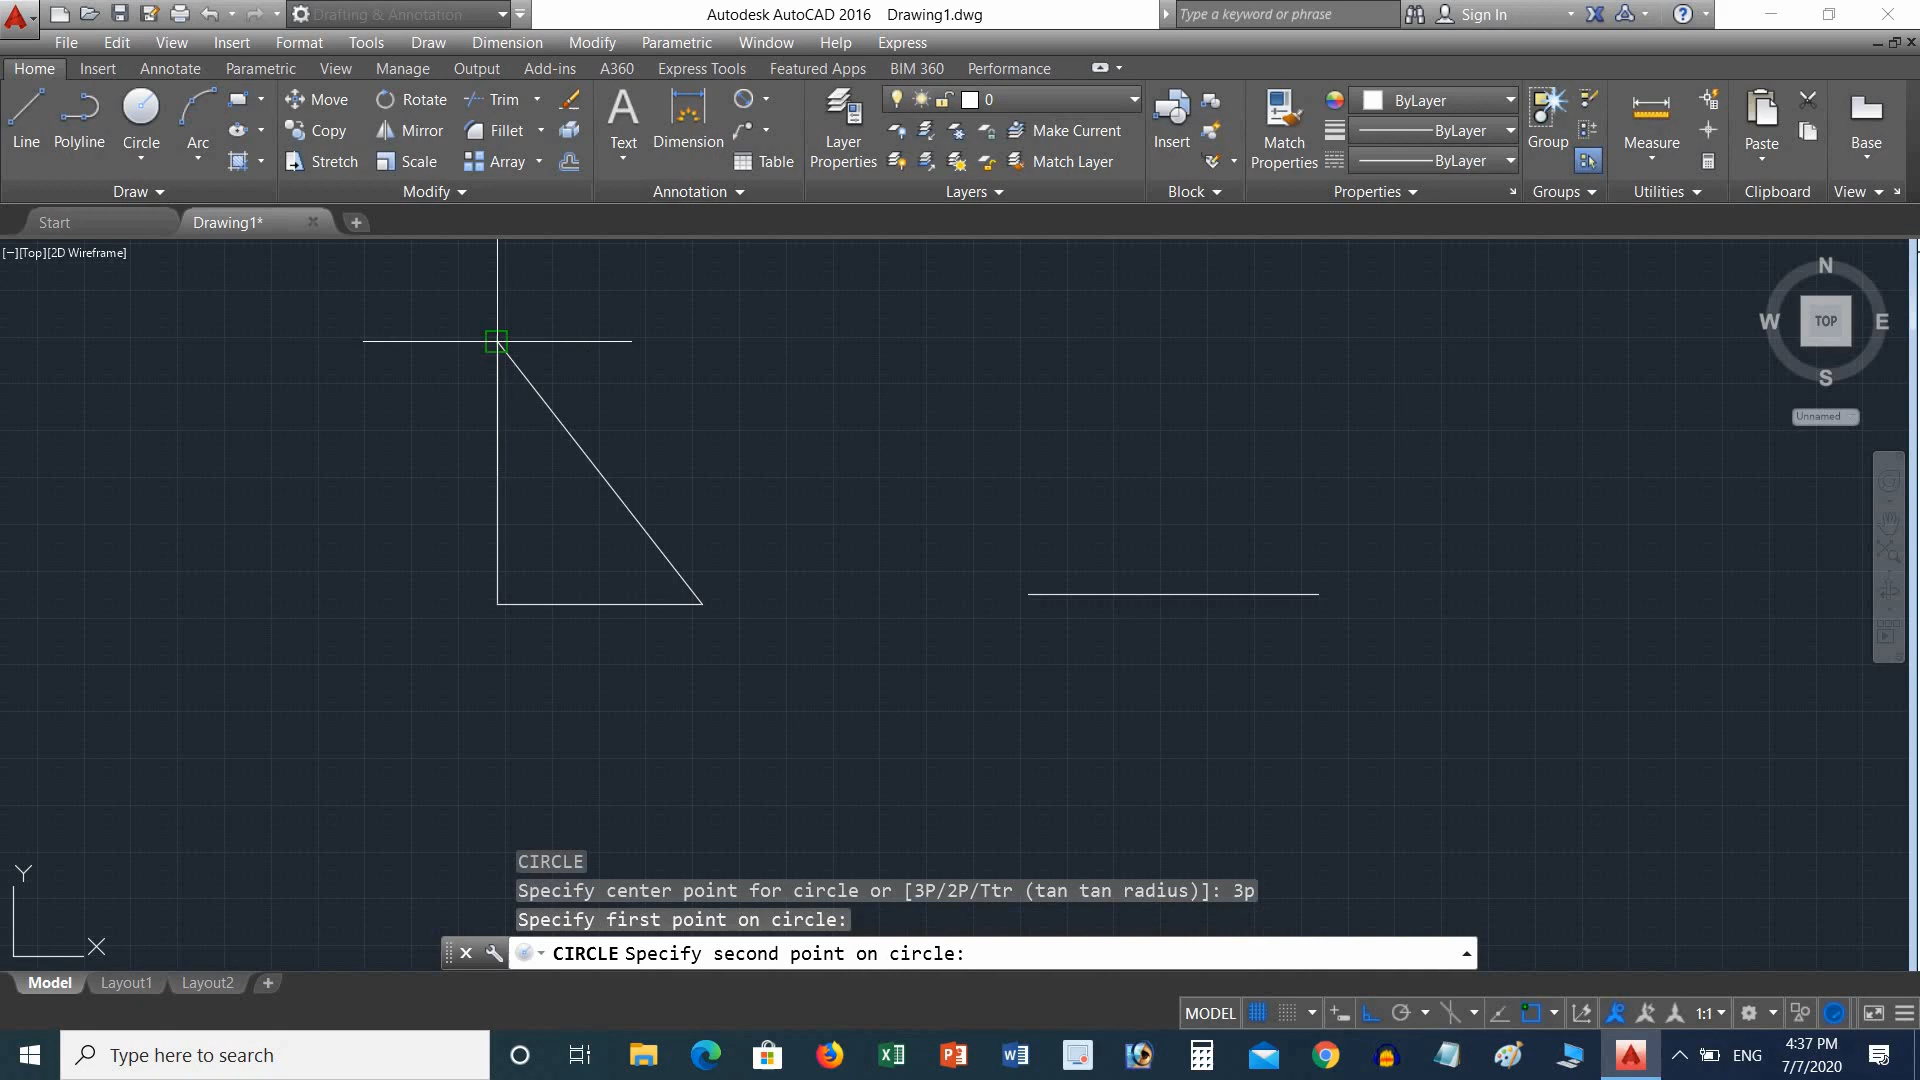 Drafting & Annotation
Autodesk AutoCAD 2016 Drawing1.dwg
Type a keyword or phrase
Sign In
File Edit View Insert Format Tools Draw Dimension Modify Parametric Window Help Express
Home Insert Annotate Parametric View Manage Output Add-ins A360 Express Tools Featured Apps BIM 360 Performance
Line Polyline Circle Arc
Move Rotate Trim
Copy Mirror Fillet
Stretch Scale Array
Text Dimension Table
Layer Properties
0
Make Current
Match Layer
Insert
Match Properties
ByLayer
ByLayer
ByLayer
Group
Measure
Paste
Base
Draw Modify Annotation Layers Block Properties Groups Utilities Clipboard View
Start Drawing1*
[−][Top][2D Wireframe]
N
W TOP E
S
Unnamed
Y
X
CIRCLE
Specify center point for circle or [3P/2P/Ttr (tan tan radius)]: 3p
Specify first point on circle:
CIRCLE Specify second point on circle:
Model Layout1 Layout2
MODEL 1:1
Type here to search
ENG
4:37 PM
7/7/2020